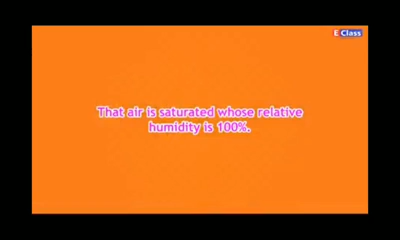 E Class
That air is saturated whose relative
humidity is 100%.